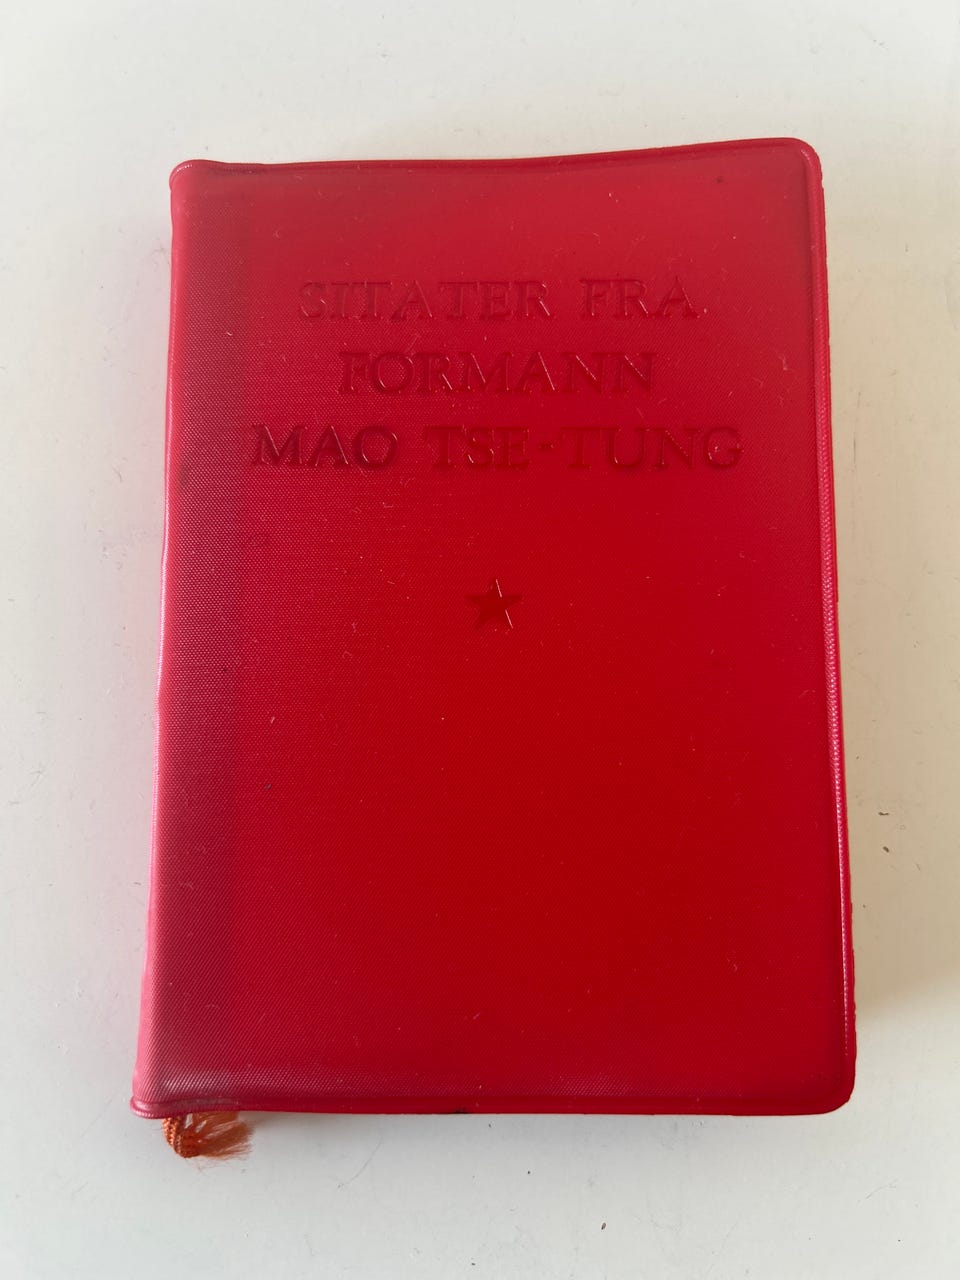 SITATER FRA
FORMANN
MAO TSE-TUNG